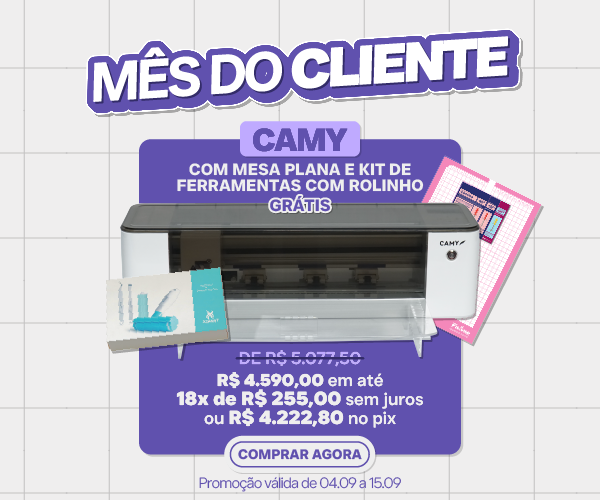 MÊS DO CLIENTE
CAMY
COM MESA PLANA E KIT DE
FERRAMENTAS COM ROLINHO
GRÁTIS
CAMY
DE R$ 5.077,50
R$ 4.590,00 em até
18x de R$ 255,00 sem juros
ou R$ 4.222,80 no pix
COMPRAR AGORA
Promoção válida de 04.09 a 15.09